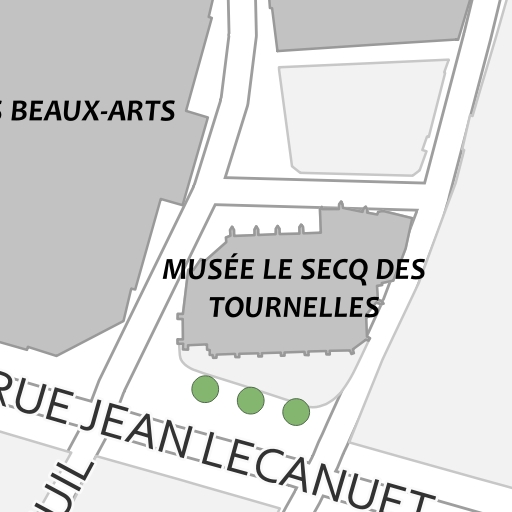 S BEAUX-ARTS
MUSÉE LE SECQ DES
TOURNELLES
RUE JEAN LECANUET
UIL